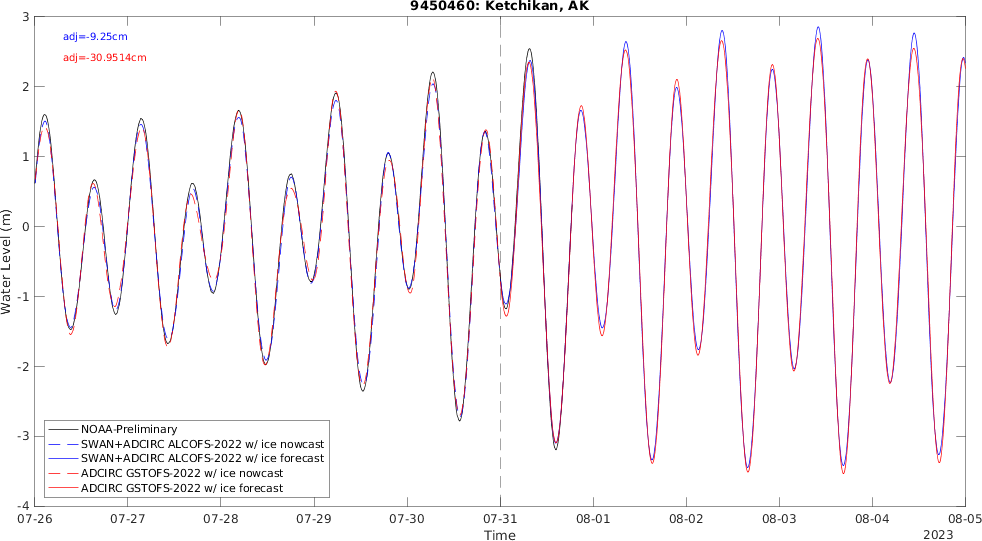 9450460: Ketchikan, AK
adj=-9.25cm
adj=-30.9514cm
3
2
1
0
-1
-2
-3
-4
Water Level (m)
NOAA-Preliminary
SWAN+ADCIRC ALCOFS-2022 w/ ice nowcast
SWAN+ADCIRC ALCOFS-2022 w/ ice forecast
ADCIRC GSTOFS-2022 w/ ice nowcast
ADCIRC GSTOFS-2022 w/ ice forecast
07-26 07-27 07-28 07-29 07-30 07-31 08-01 08-02 08-03 08-04 08-05
Time
2023